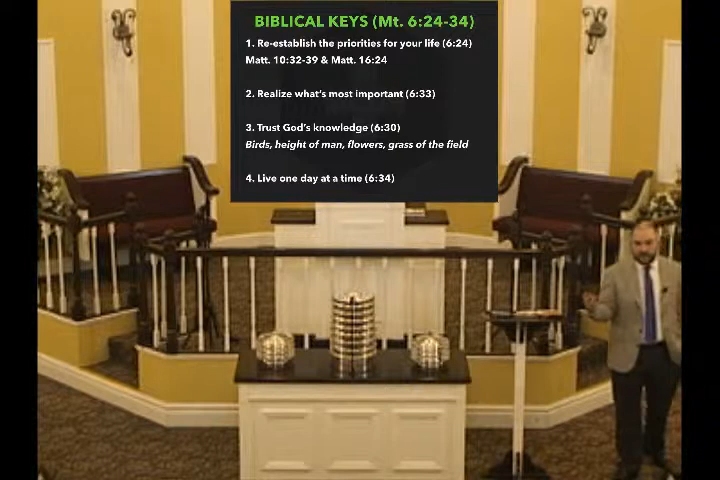 BIBLICAL KEYS (Mt. 6:24-34)
1. Re-establish the priorities for your life (6:24)
Matt. 10:32-39 & Matt. 16:24
2. Realize what's most important (6:33)
3. Trust God's knowledge (6:30)
Birds, height of man, flowers, grass of the field
4. Live one day at a time (6:34)